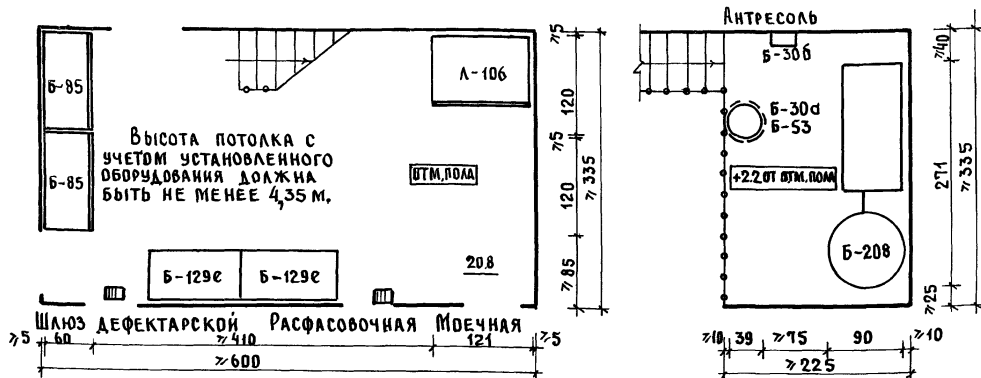 Антресоль
Б-85
Б-85
Л-106
Высота потолка с
учетом установленного
оборудования должна
быть не менее 4,35 м.
отм. пола
Б-129е
Б-129е
20.8
Шлюз дефектарской
Расфасовочная
Моечная
≥5
60
≥410
121
≥5
≥600
≥5
120
≥5
120
≥85
≥335
Б-30б
Б-30а
Б-53
+2.2 от отм. пола
Б-208
≥40
271
≥25
≥335
≥10
39
≥75
90
≥10
≥225